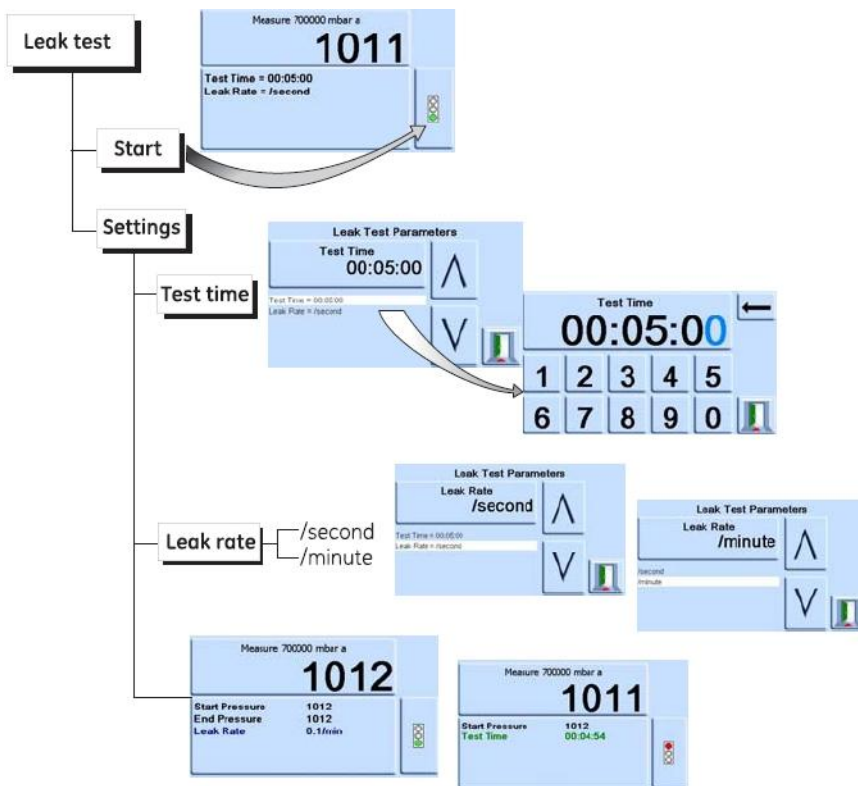 Leak test
Measure 700000 mbar a
1011
Test Time = 00:05:00
Leak Rate = /second
Start
Settings
Test time
Leak Test Parameters
Test Time
00:05:00
Test Time = 00:05:00
Leak Rate = /second
Test Time
00:05:00
1 2 3 4 5
6 7 8 9 0
Leak rate
/second
/minute
Leak Test Parameters
Leak Rate
/second
Test Time = 00:05:00
Leak Rate = /second
Leak Test Parameters
Leak Rate
/minute
/second
/minute
Measure 700000 mbar a
1012
Start Pressure 1012
End Pressure 1012
Leak Rate 0.1/min
Measure 700000 mbar a
1011
Start Pressure 1012
Test Time 00:04:54